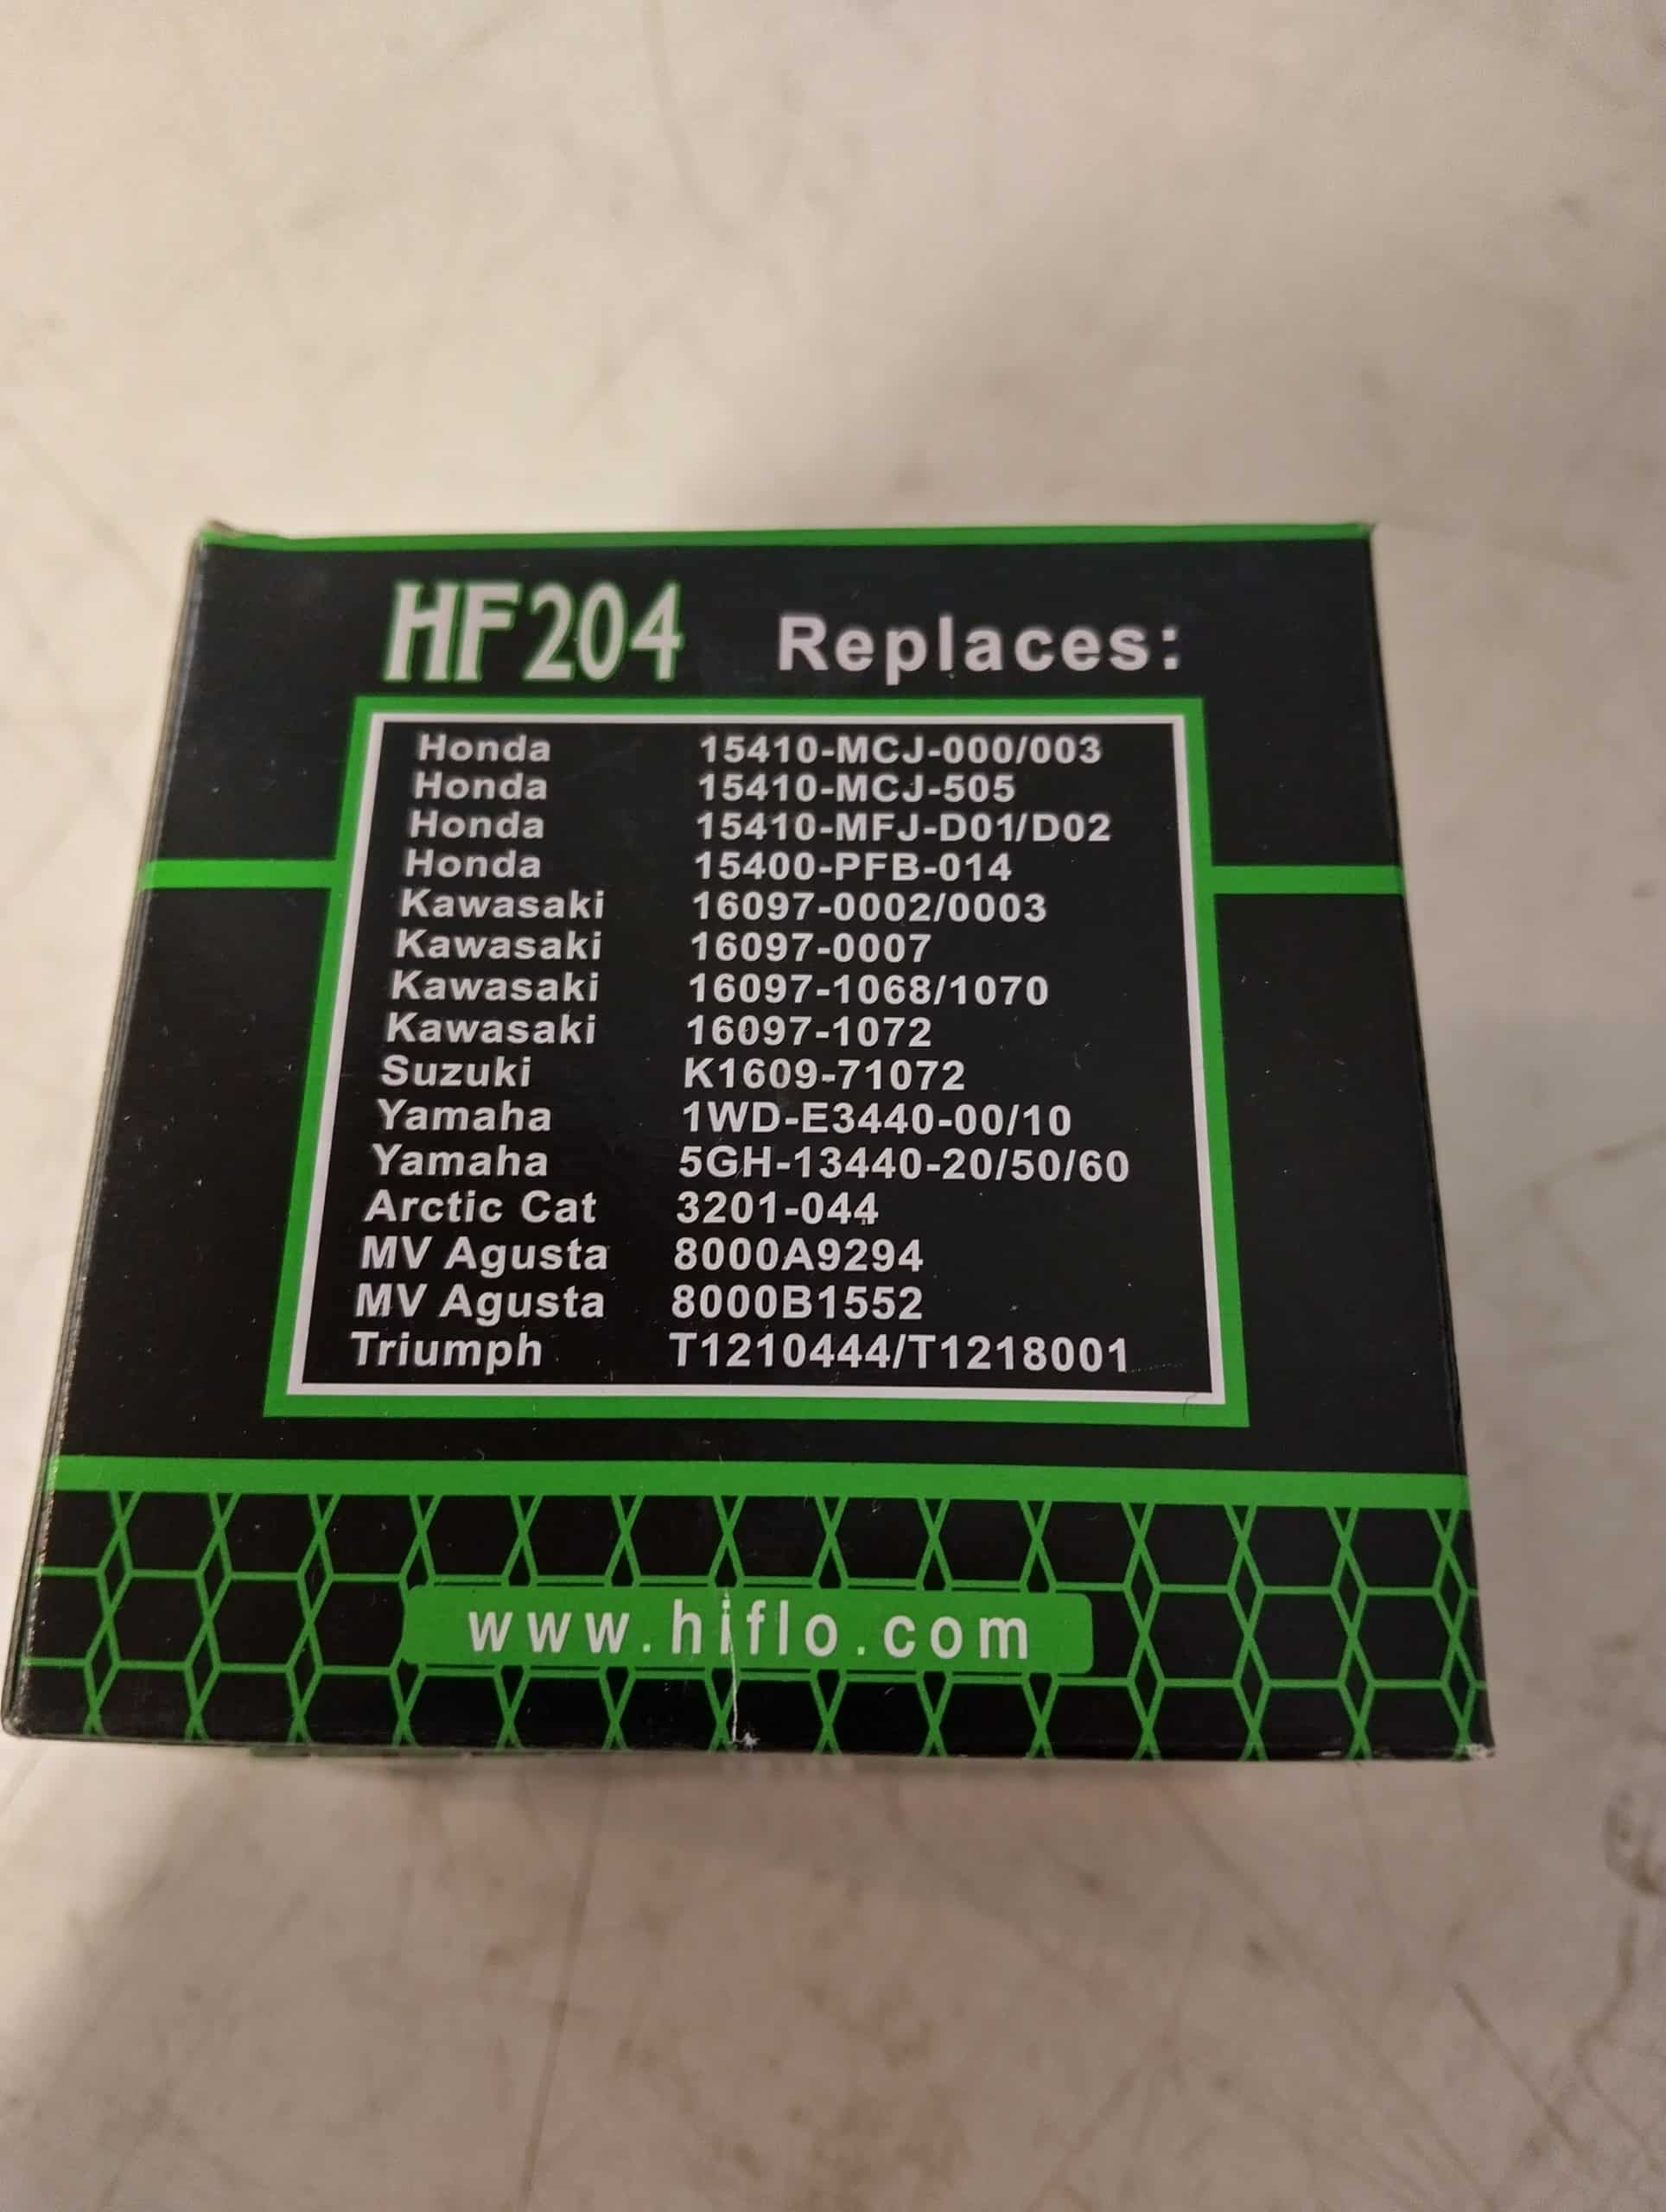 HF204 Replaces:
Honda 15410-MCJ-000/003
Honda 15410-MCJ-505
Honda 15410-MFJ-D01/D02
Honda 15400-PFB-014
Kawasaki 16097-0002/0003
Kawasaki 16097-0007
Kawasaki 16097-1068/1070
Kawasaki 16097-1072
Suzuki K1609-71072
Yamaha 1WD-E3440-00/10
Yamaha 5GH-13440-20/50/60
Arctic Cat 3201-044
MV Agusta 8000A9294
MV Agusta 8000B1552
Triumph T1210444/T1218001
www.hiflo.com